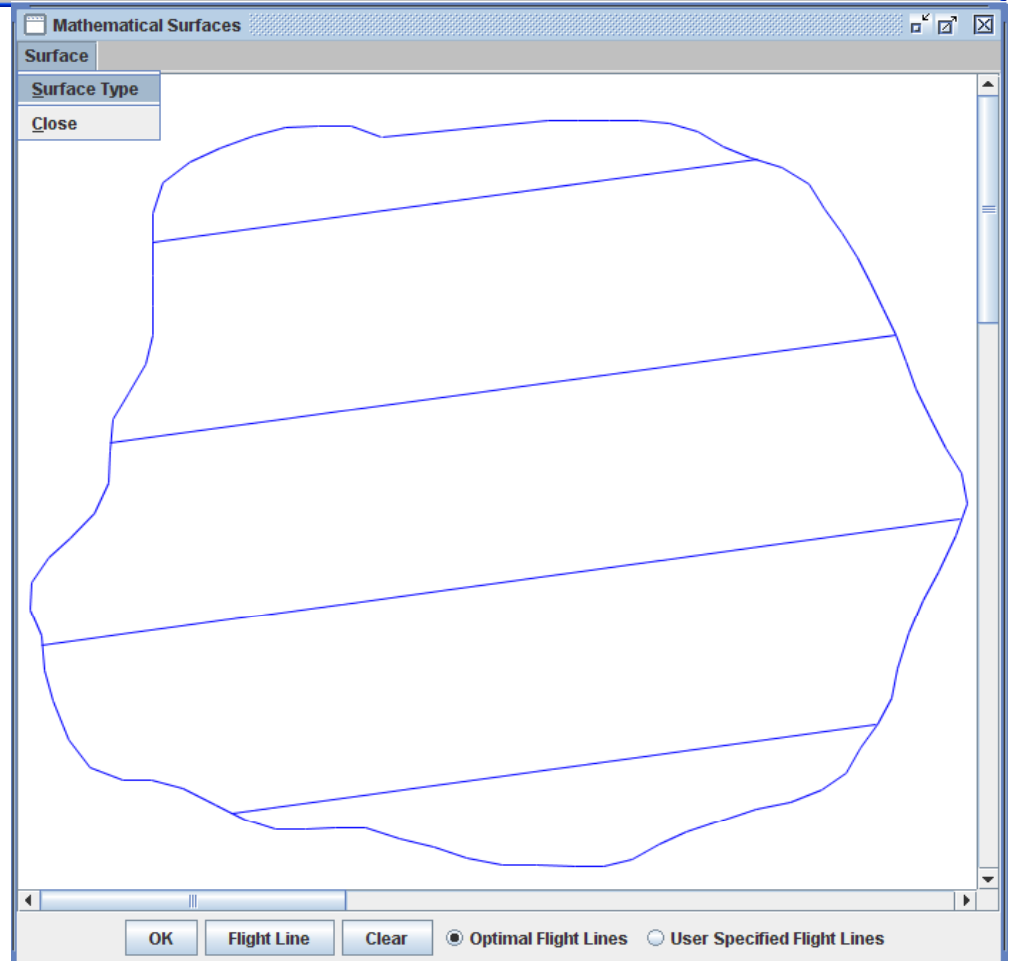 Mathematical Surfaces
Surface
Surface Type
Close
OK Flight Line Clear Optimal Flight Lines User Specified Flight Lines